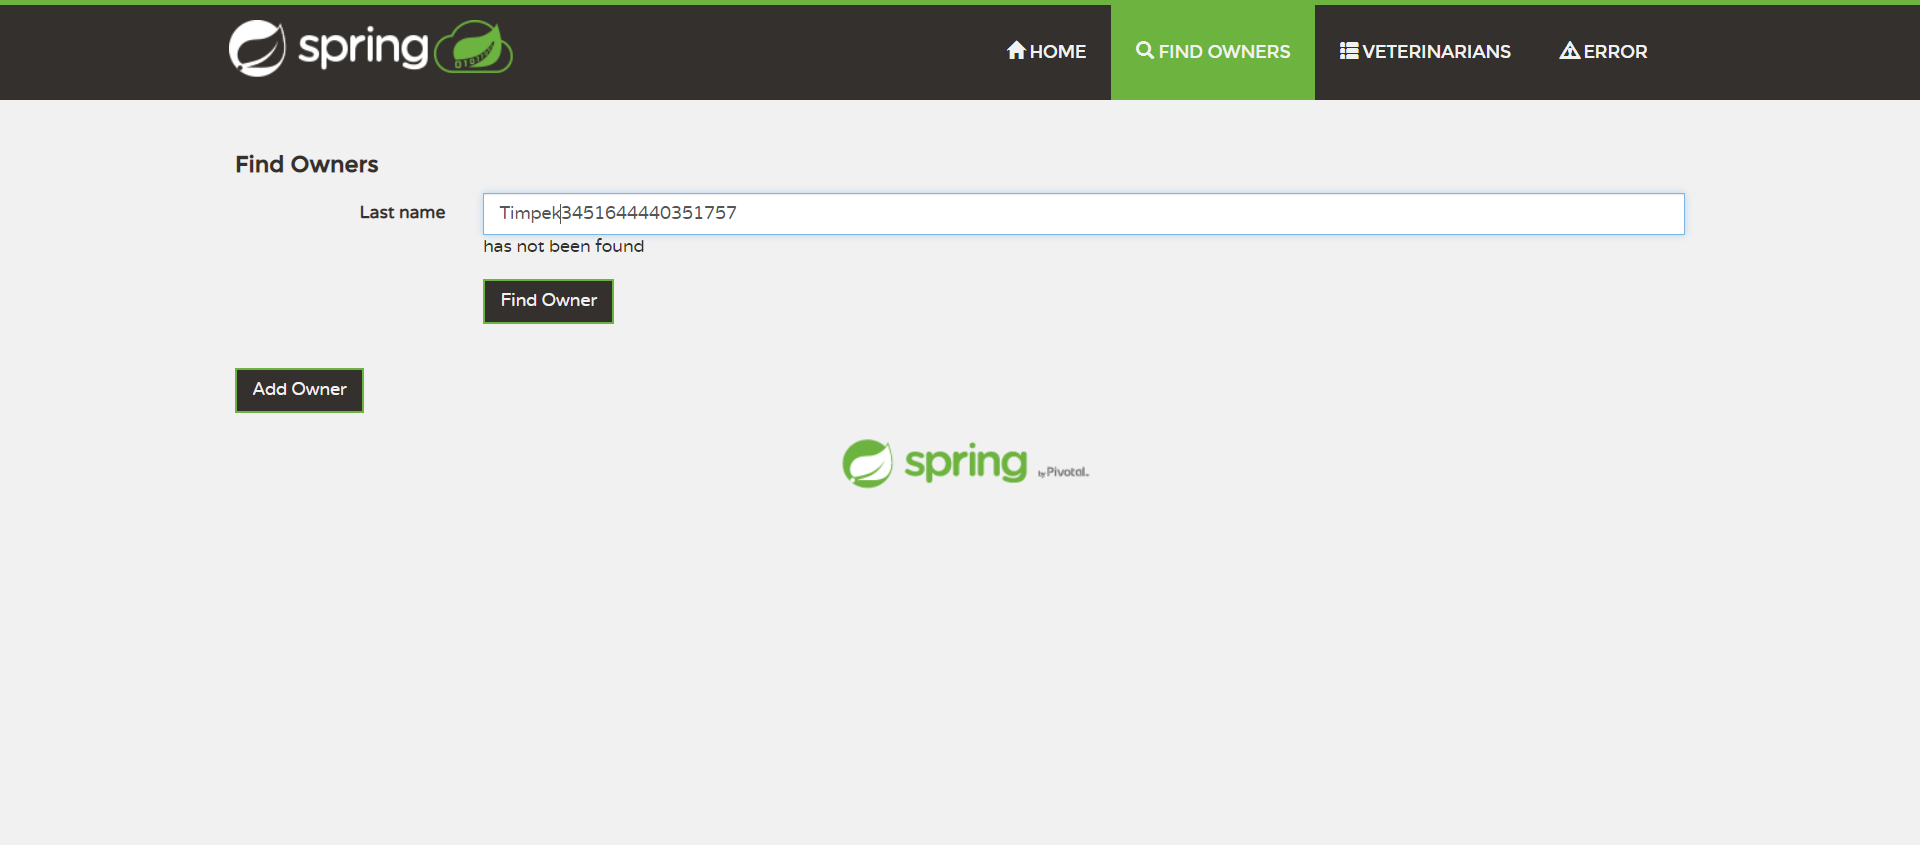 spring
HOME
FIND OWNERS
VETERINARIANS
ERROR
Find Owners
Last name
Timpek3451644440351757
has not been found
Find Owner
Add Owner
spring by Pivotal